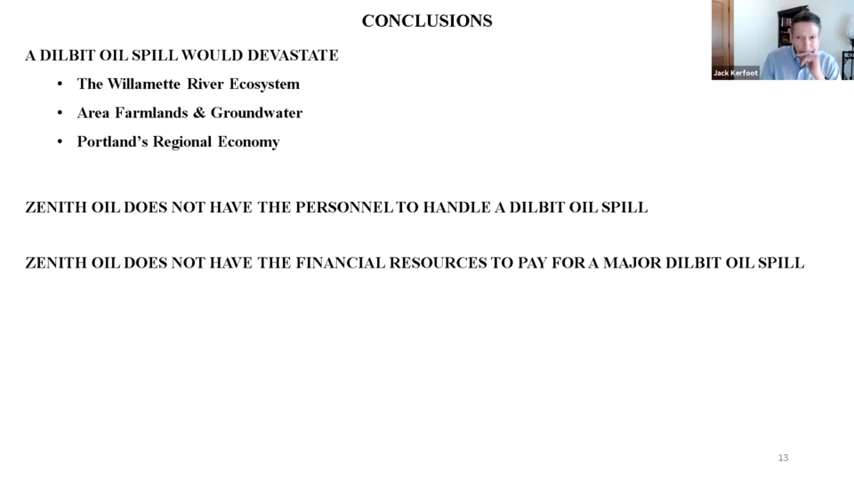 CONCLUSIONS
Jack Kerfoot
A DILBIT OIL SPILL WOULD DEVASTATE
• The Willamette River Ecosystem
• Area Farmlands & Groundwater
• Portland's Regional Economy
ZENITH OIL DOES NOT HAVE THE PERSONNEL TO HANDLE A DILBIT OIL SPILL
ZENITH OIL DOES NOT HAVE THE FINANCIAL RESOURCES TO PAY FOR A MAJOR DILBIT OIL SPILL
13